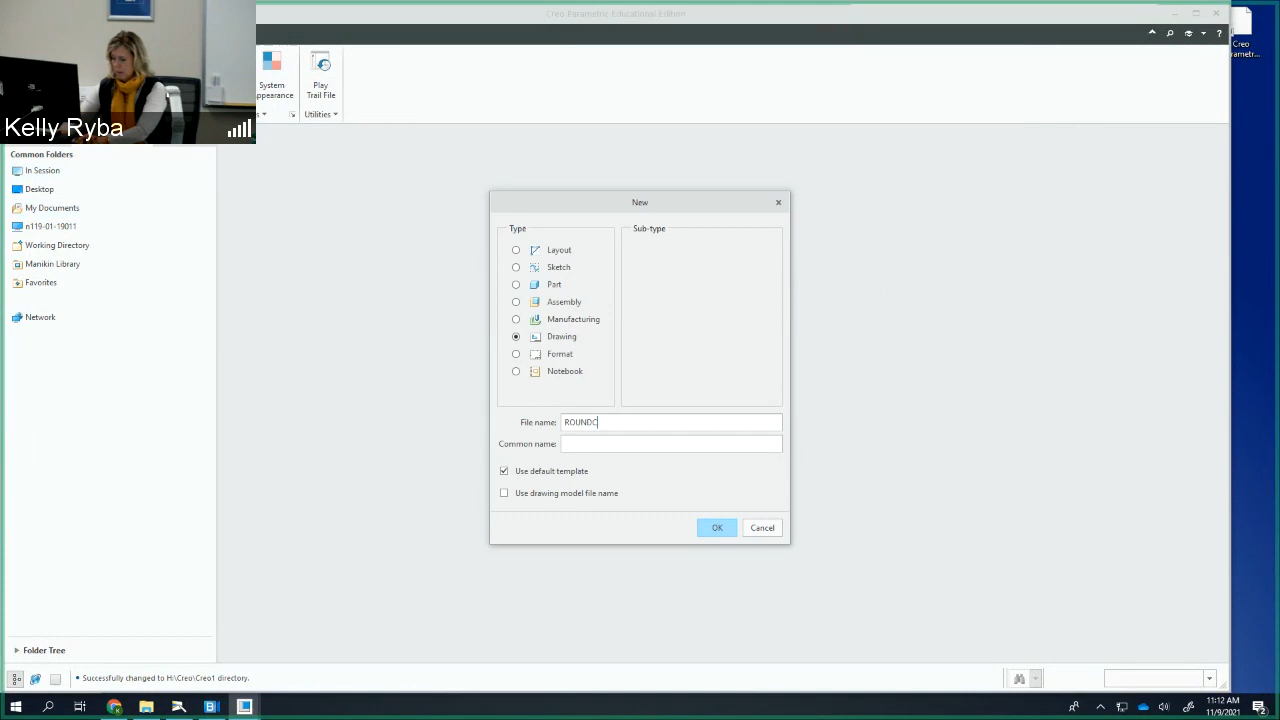 Creo Parametric Educational Edition
System
Appearance
Play
Trail File
Utilities
Creo
Parametr...
Kelly Ryba
Common Folders
In Session
Desktop
My Documents
n119-01-19011
Working Directory
Manikin Library
Favorites
Network
New
Type
Sub-type
Layout
Sketch
Part
Assembly
Manufacturing
Drawing
Format
Notebook
File name: ROUNDC
Common name:
Use default template
Use drawing model file name
OK Cancel
Folder Tree
• Successfully changed to H:\Creo\Creo1 directory.
11:12 AM
11/9/2021